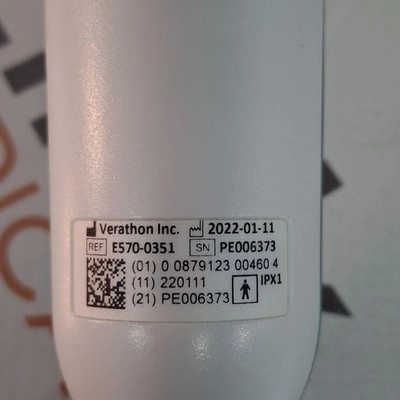 Verathon Inc. 2022-01-11
REF E570-0351 SN PE006373
(01) 0 0879123 00460 4
(11) 220111 IPX1
(21) PE006373